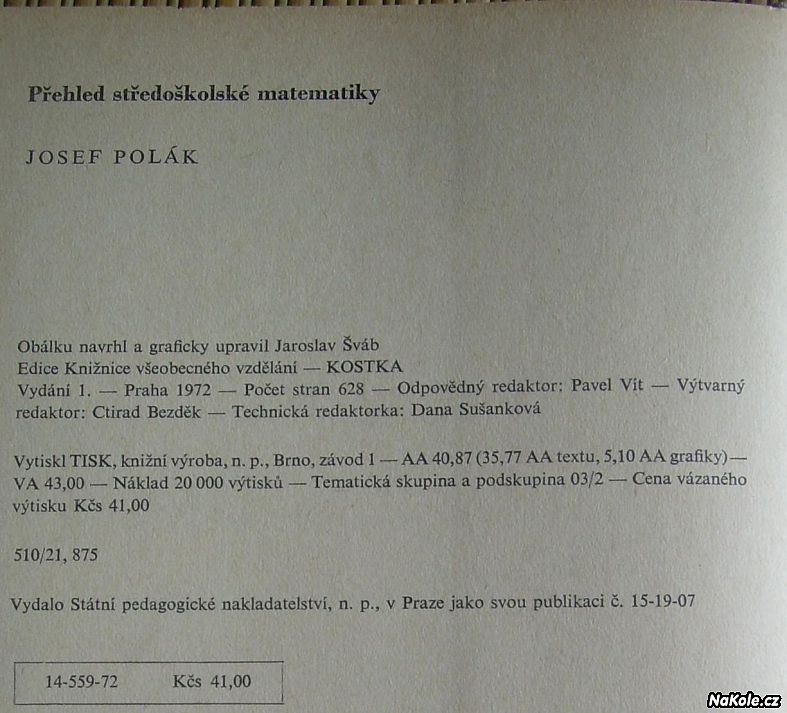 Přehled středoškolské matematiky
JOSEF POLÁK
Obálku navrhl a graficky upravil Jaroslav Šváb
Edice Knižnice všeobecného vzdělání — KOSTKA
Vydání 1. — Praha 1972 — Počet stran 628 — Odpovědný redaktor: Pavel Vít — Výtvarný
redaktor: Ctirad Bezděk — Technická redaktorka: Dana Sušanková
Vytiskl TISK, knižní výroba, n. p., Brno, závod 1 — AA 40,87 (35,77 AA textu, 5,10 AA grafiky) —
VA 43,00 — Náklad 20 000 výtisků — Tematická skupina a podskupina 03/2 — Cena vázaného
výtisku Kčs 41,00
510/21, 875
Vydalo Státní pedagogické nakladatelství, n. p., v Praze jako svou publikaci č. 15-19-07
14-559-72 Kčs 41,00
NaKole.cz